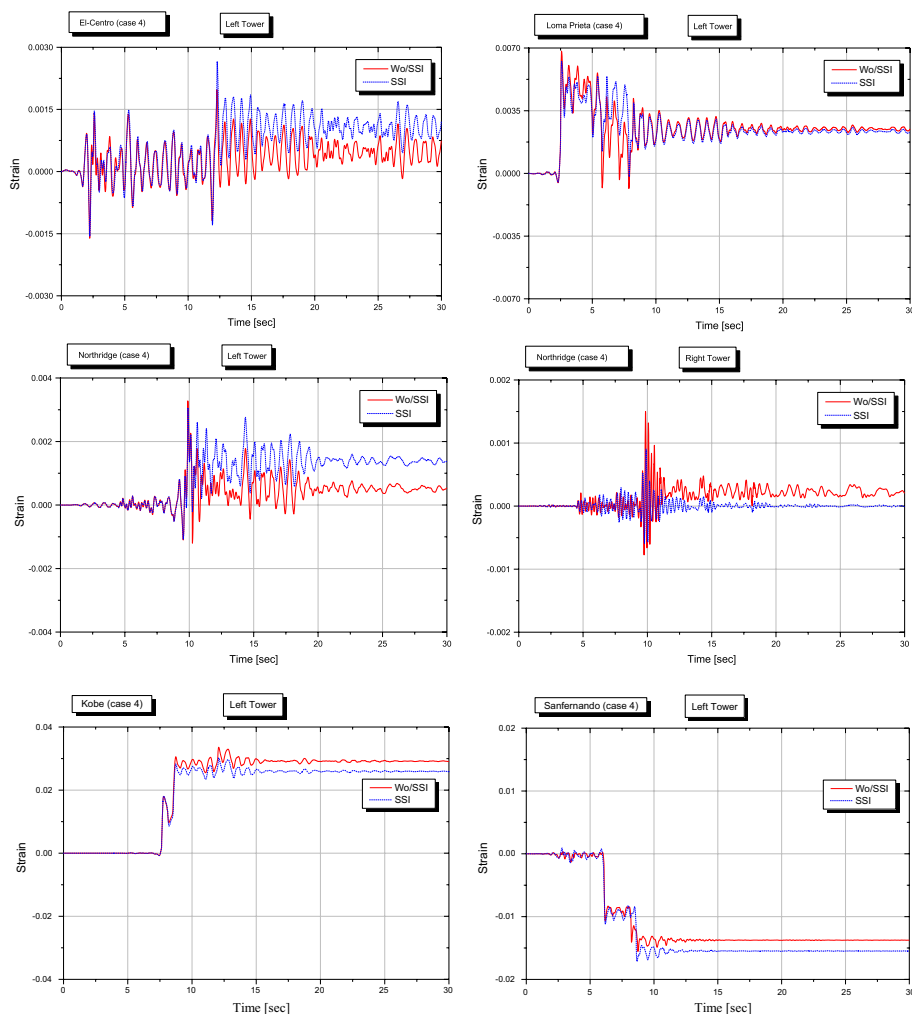 El-Centro (case 4)
Left Tower
0.0030
0.0015
0.0000
-0.0015
-0.0030
Strain
Wo/SSI
SSI
0 5 10 15 20 25 30
Time [sec]
Loma Prieta (case 4)
Left Tower
0.0070
0.0035
0.0000
-0.0035
-0.0070
Strain
Wo/SSI
SSI
0 5 10 15 20 25 30
Time [sec]
Northridge (case 4)
Left Tower
0.004
0.002
0.000
-0.002
-0.004
Strain
Wo/SSI
SSI
0 5 10 15 20 25 30
Time [sec]
Northridge (case 4)
Right Tower
0.002
0.001
0.000
-0.001
-0.002
Strain
Wo/SSI
SSI
0 5 10 15 20 25 30
Time [sec]
Kobe (case 4)
Left Tower
0.04
0.02
0.00
-0.02
-0.04
Strain
Wo/SSI
SSI
0 5 10 15 20 25 30
Time [sec]
Sanfernando (case 4)
Left Tower
0.02
0.01
0.00
-0.01
-0.02
Strain
Wo/SSI
SSI
0 5 10 15 20 25 30
Time [sec]